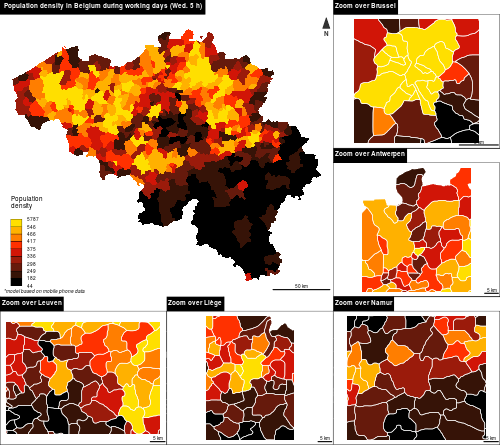 Population density in Belgium during working days (Wed. 5 h)
N
Population
density
5787
546
466
417
375
336
298
249
182
44
*model based on mobile phone data
50 km
Zoom over Brussel
Zoom over Antwerpen
5 km
Zoom over Leuven
5 km
Zoom over Liège
5 km
Zoom over Namur
5 km